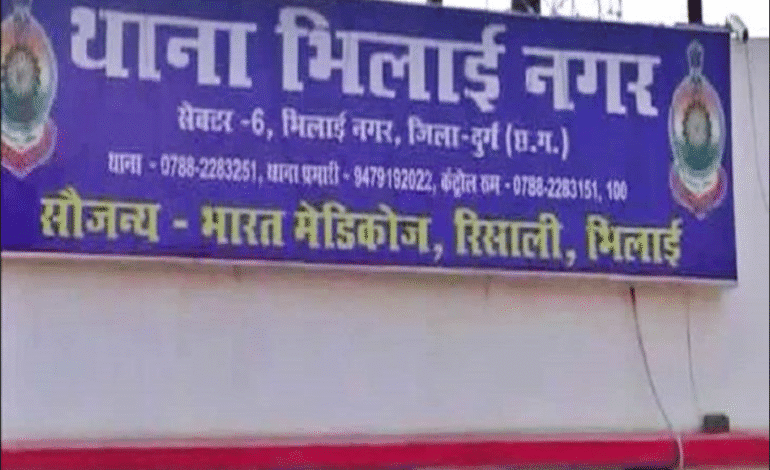 थाना भिलाई नगर
सेक्टर -6, भिलाई नगर, जिला-दुर्ग (छ.ग.)
थाना - 0788-2283251, थाना प्रभारी - 9479192022, कंट्रोल रुम - 0788-2283151, 100
सौजन्य - भारत मेडिकोज, रिसाली, भिलाई